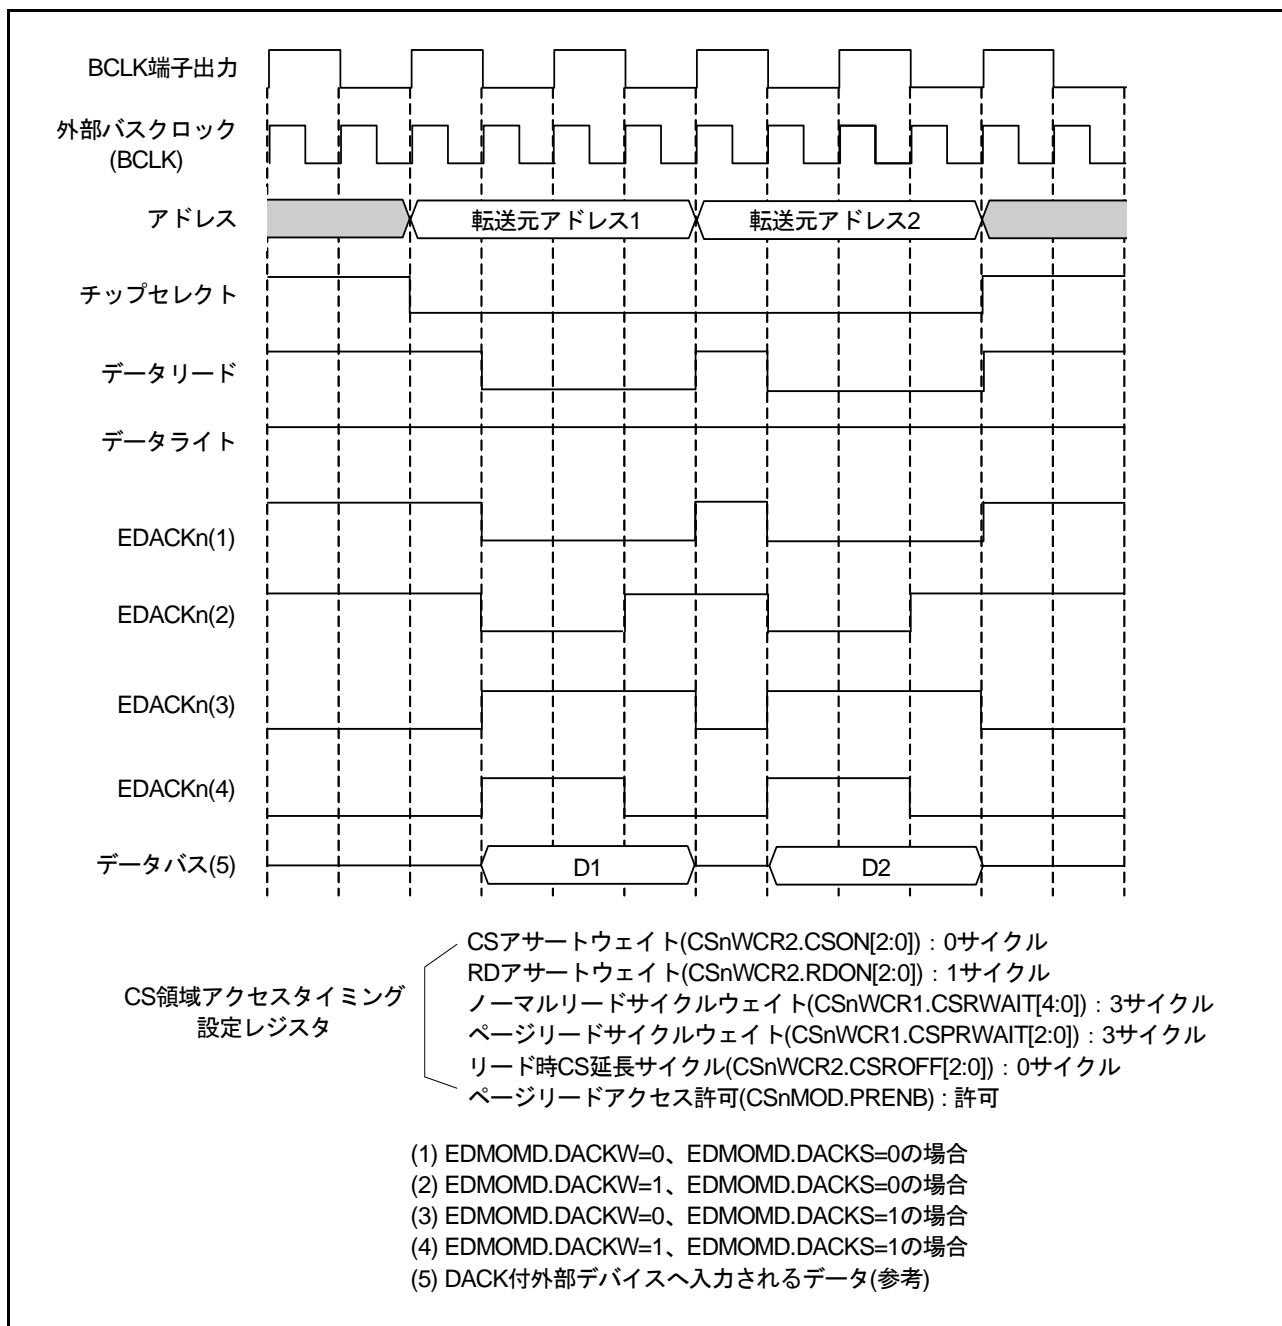 BCLK端子出力
外部バスクロック
(BCLK)
アドレス
転送元アドレス1
転送元アドレス2
チップセレクト
データリード
データライト
EDACKn(1)
EDACKn(2)
EDACKn(3)
EDACKn(4)
データバス(5)
D1
D2
CS領域アクセスタイミング
設定レジスタ
CSアサートウェイト(CSnWCR2.CSON[2:0]) : 0サイクル
RDアサートウェイト(CSnWCR2.RDON[2:0]) : 1サイクル
ノーマルリードサイクルウェイト(CSnWCR1.CSRWAIT[4:0]) : 3サイクル
ページリードサイクルウェイト(CSnWCR1.CSPRWAIT[2:0]) : 3サイクル
リード時CS延長サイクル(CSnWCR2.CSROFF[2:0]) : 0サイクル
ページリードアクセス許可(CSnMOD.PRENB) : 許可
(1) EDMOMD.DACKW=0、EDMOMD.DACKS=0の場合
(2) EDMOMD.DACKW=1、EDMOMD.DACKS=0の場合
(3) EDMOMD.DACKW=0、EDMOMD.DACKS=1の場合
(4) EDMOMD.DACKW=1、EDMOMD.DACKS=1の場合
(5) DACK付外部デバイスへ入力されるデータ(参考)